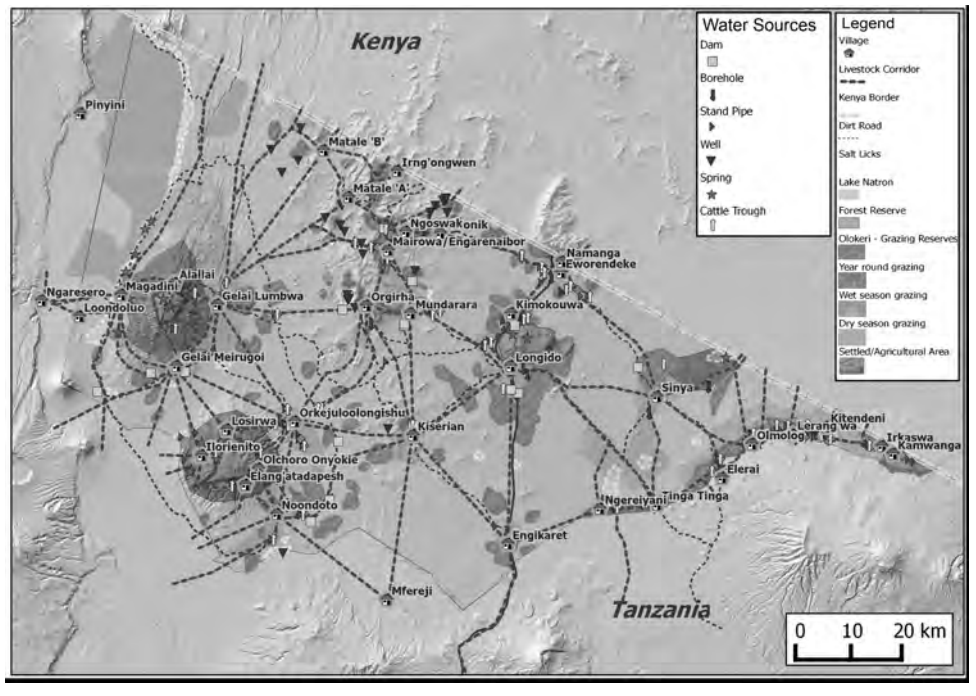 Kenya
Water Sources
Dam
Borehole
Stand Pipe
Well
Spring
Cattle Trough
Legend
Village
Livestock Corridor
Kenya Border
Dirt Road
Salt Licks
Lake Natron
Forest Reserve
Olokeri - Grazing Reserves
Year round grazing
Wet season grazing
Dry season grazing
Settled/Agricultural Area
Pinyini
Matale 'B'
Irng'ongwen
Matale 'A'
Ngoswakonik
Mairowa/Engarenaibor
Namanga
Eworendeke
Alallai
Magadini
Ngaresero
Loondoluo
Gelai Lumbwa
Orgirha
Mundarara
Kimokouwa
Gelai Meirugoi
Longido
Sinya
Losirwa
Orkejuloolongishu
Kiserian
Ilorienito
Olchoro Onyokie
Elang'atadapesh
Noondoto
Kitendeni
Lerang'wa
Olmolog
Irkaswa
Kamwanga
Elerai
Ngereiyani
Tinga Tinga
Engikaret
Mfereji
Tanzania
0 10 20 km